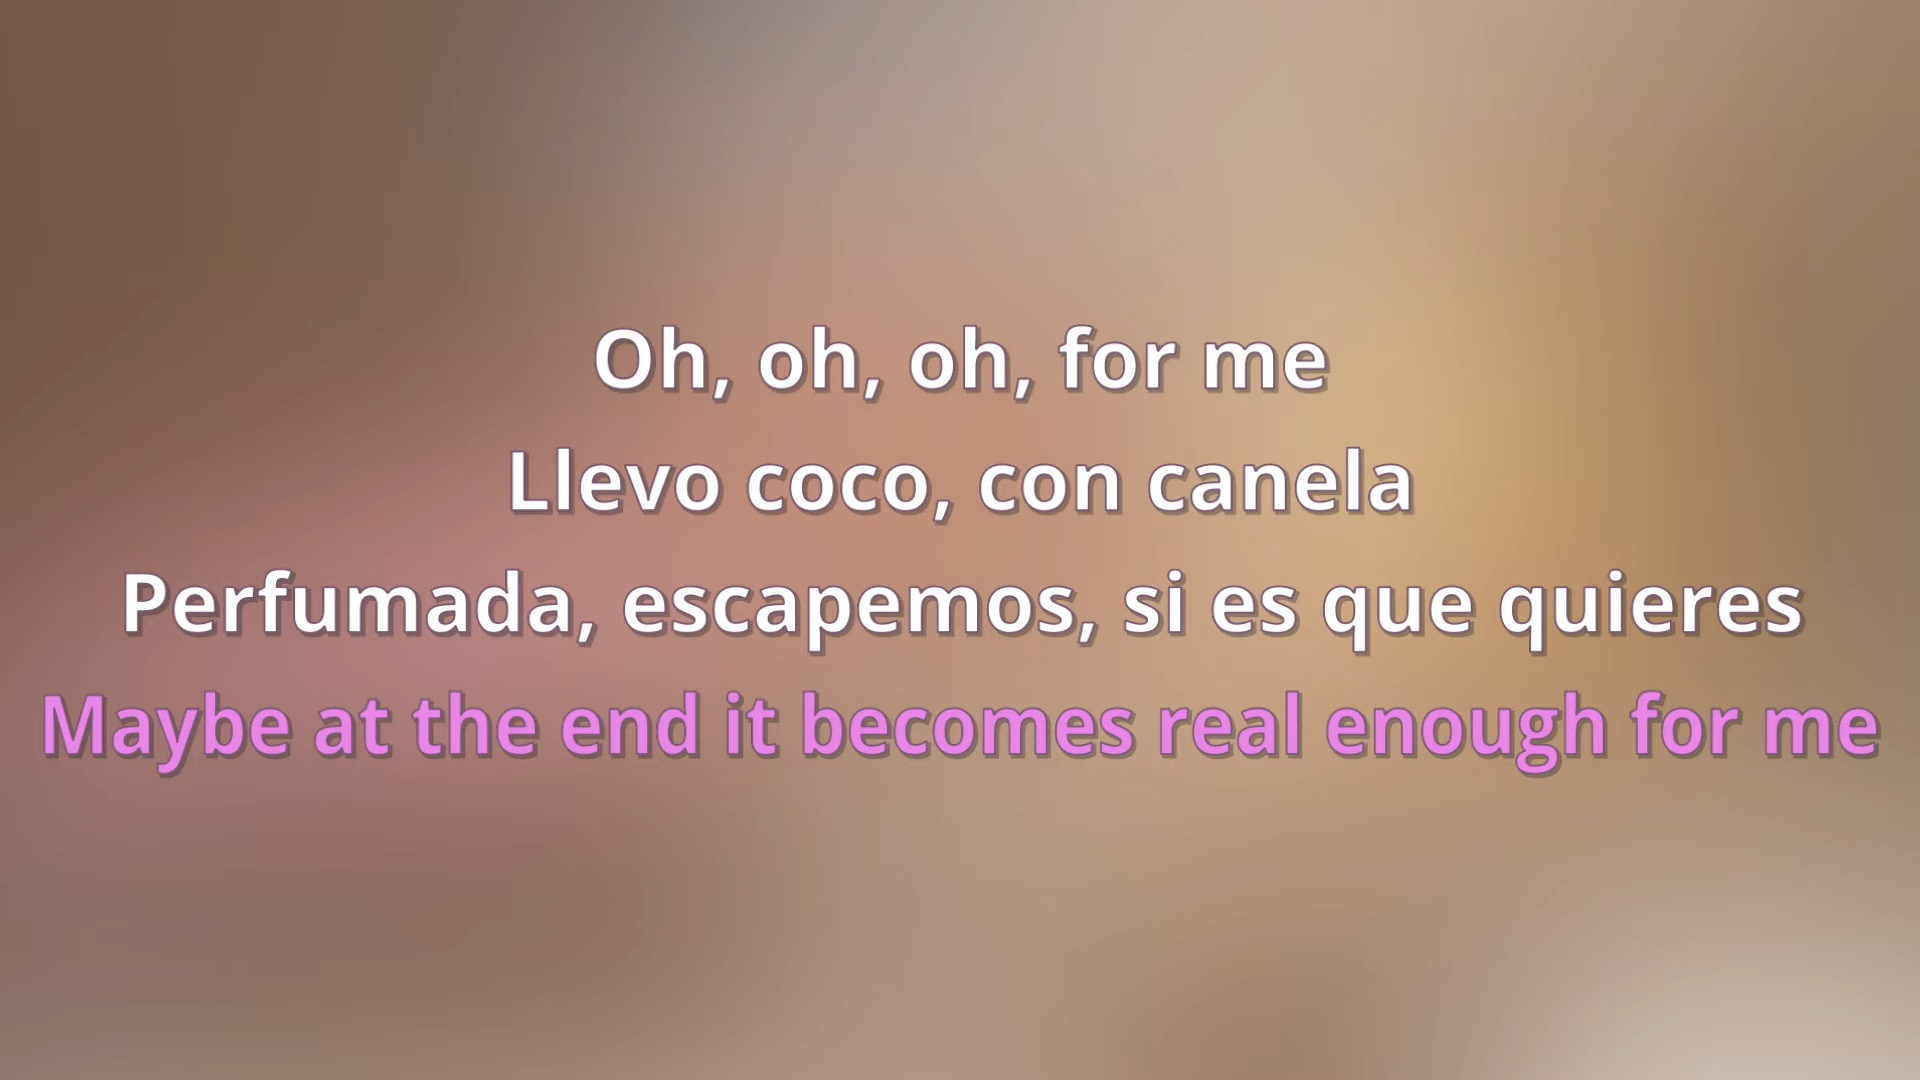 Oh, oh, oh, for me
Llevo coco, con canela
Perfumada, escapemos, si es que quieres
Maybe at the end it becomes real enough for me